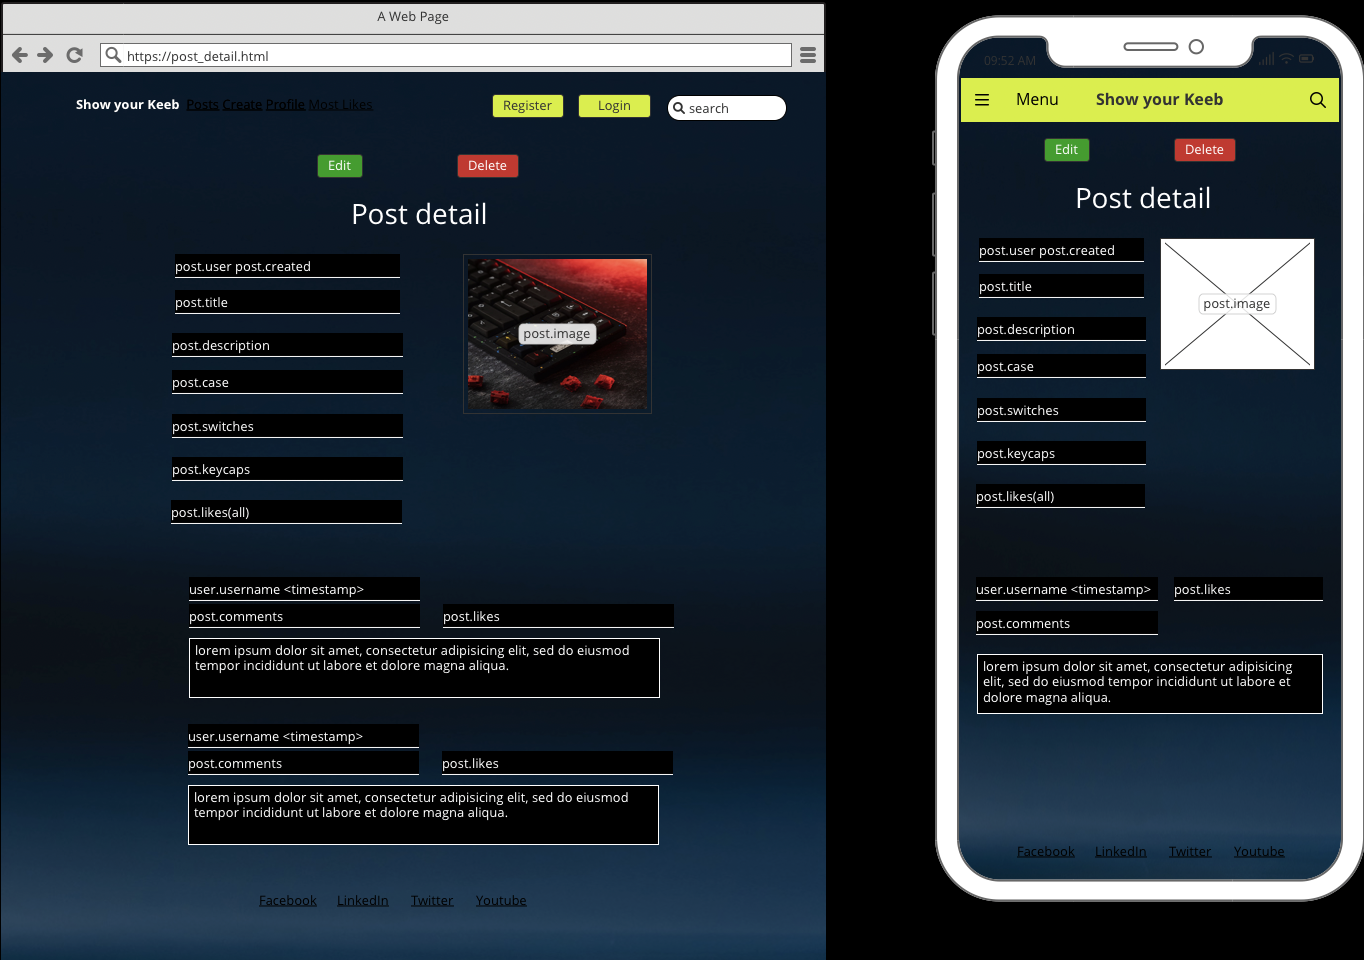 A Web Page
https://post_detail.html
Show your Keeb Posts Create Profile Most Likes Register Login search
Edit Delete
Post detail
post.user post.created
post.title
post.image
post.description
post.case
post.switches
post.keycaps
post.likes(all)
user.username <timestamp>
post.comments post.likes
lorem ipsum dolor sit amet, consectetur adipisicing elit, sed do eiusmod
tempor incididunt ut labore et dolore magna aliqua.
user.username <timestamp>
post.comments post.likes
lorem ipsum dolor sit amet, consectetur adipisicing elit, sed do eiusmod
tempor incididunt ut labore et dolore magna aliqua.
Facebook LinkedIn Twitter Youtube
09:52 AM
Menu Show your Keeb
Edit Delete
Post detail
post.user post.created
post.title
post.image
post.description
post.case
post.switches
post.keycaps
post.likes(all)
user.username <timestamp> post.likes
post.comments
lorem ipsum dolor sit amet, consectetur adipisicing
elit, sed do eiusmod tempor incididunt ut labore et
dolore magna aliqua.
Facebook LinkedIn Twitter Youtube